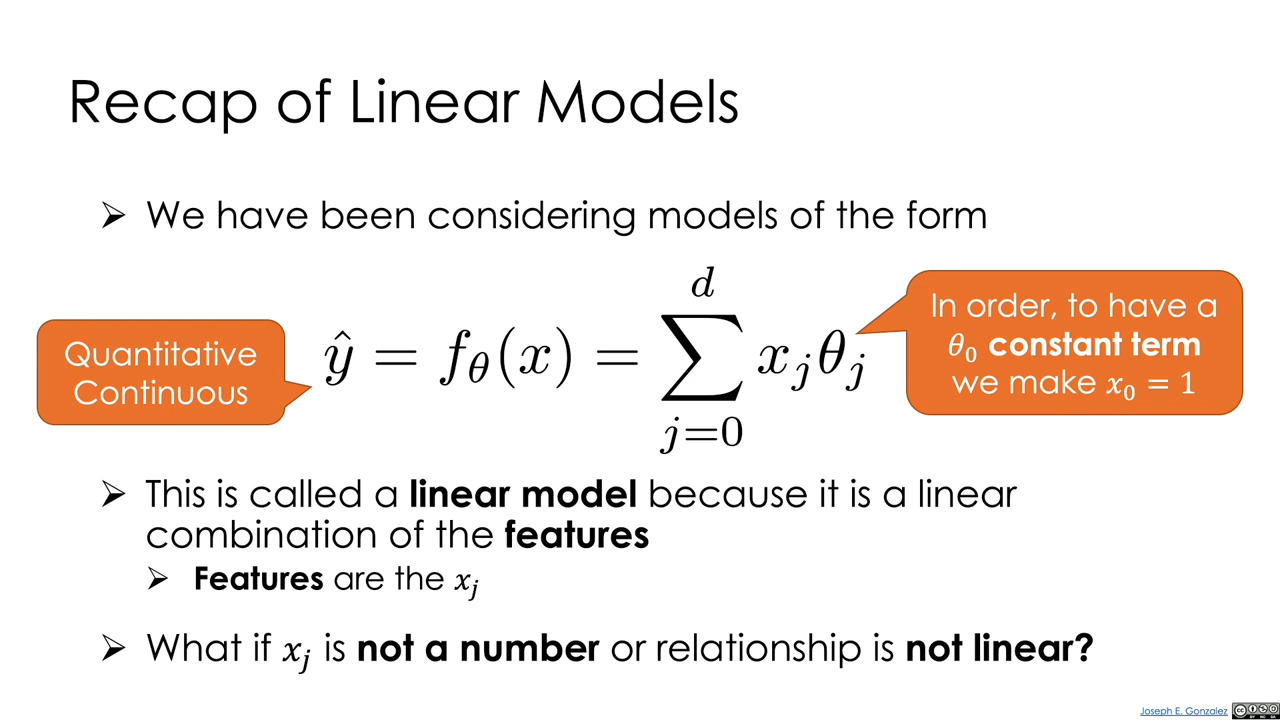 Recap of Linear Models
➢ We have been considering models of the form
Quantitative
Continuous
ŷ = f_θ(x) = ∑_{j=0}^{d} x_jθ_j
In order, to have a
θ₀ constant term
we make x₀ = 1
➢ This is called a linear model because it is a linear
combination of the features
➢ Features are the x_j
➢ What if x_j is not a number or relationship is not linear?
Joseph E. Gonzalez